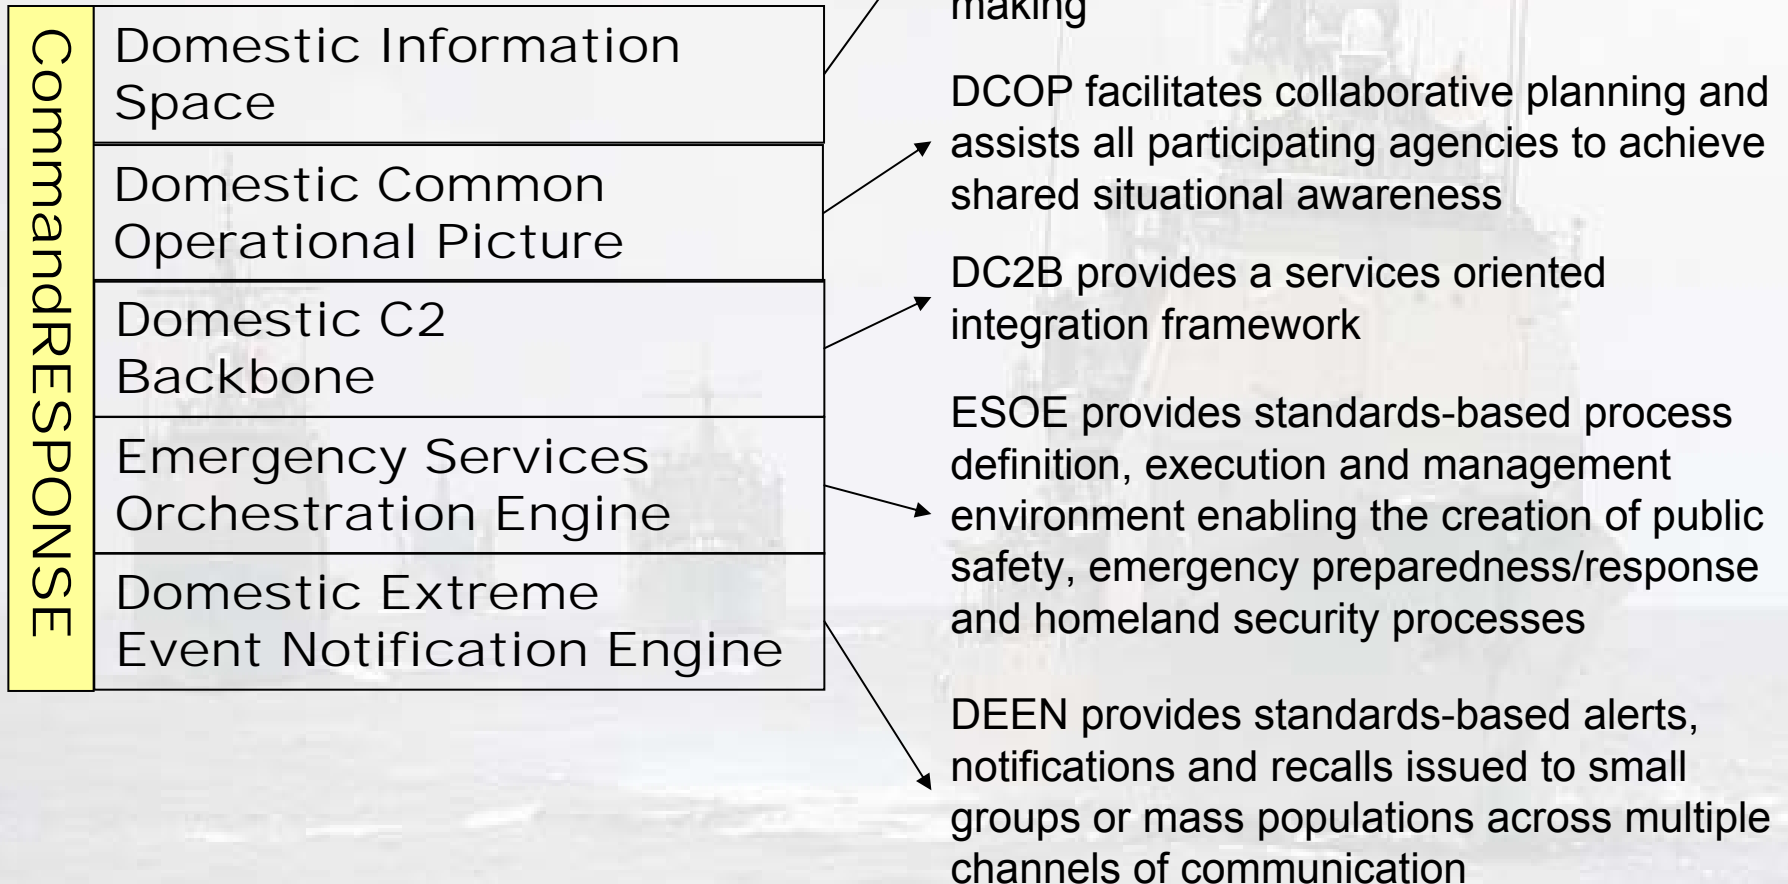 CommandRESPONSE
Domestic Information
Space
Domestic Common
Operational Picture
Domestic C2
Backbone
Emergency Services
Orchestration Engine
Domestic Extreme
Event Notification Engine
making
DCOP facilitates collaborative planning and
assists all participating agencies to achieve
shared situational awareness
DC2B provides a services oriented
integration framework
ESOE provides standards-based process
definition, execution and management
environment enabling the creation of public
safety, emergency preparedness/response
and homeland security processes
DEEN provides standards-based alerts,
notifications and recalls issued to small
groups or mass populations across multiple
channels of communication